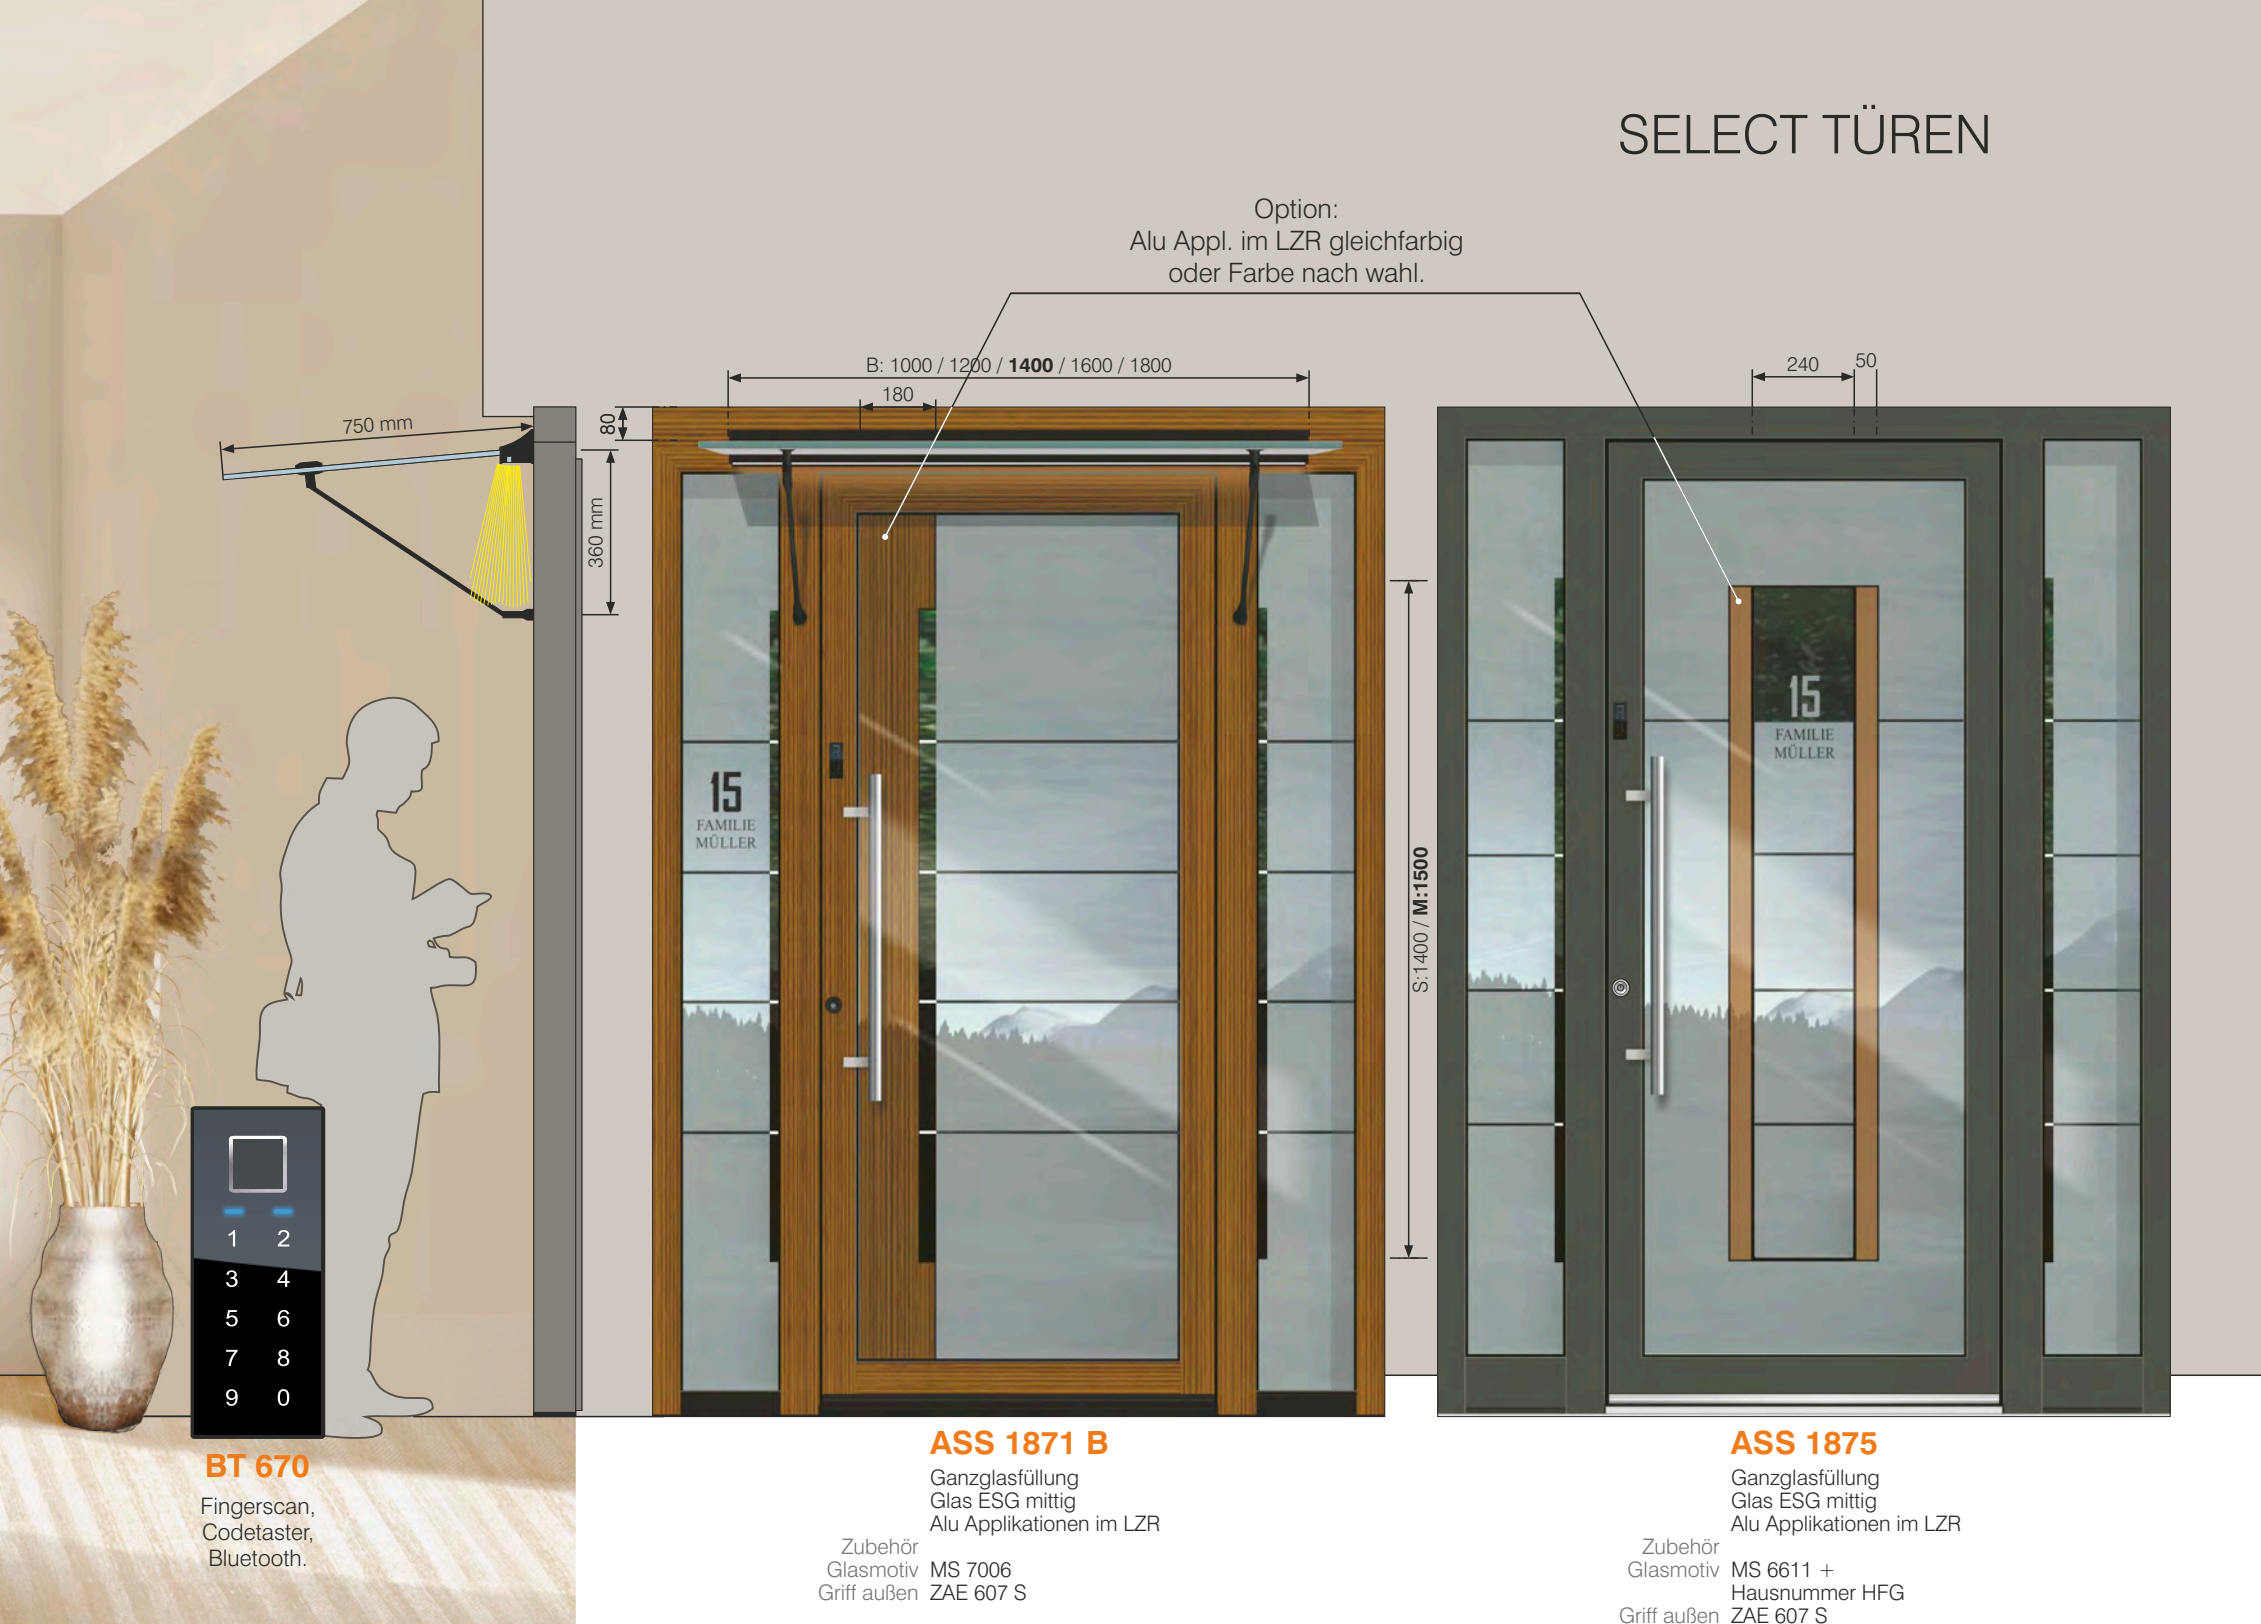 SELECT TÜREN
Option:
Alu Appl. im LZR gleichfarbig
oder Farbe nach wahl.
B: 1000 / 1200 / 1400 / 1600 / 1800
180
80
750 mm
360 mm
240
50
S:1400 / M:1500
15
FAMILIE
MÜLLER
15
FAMILIE
MÜLLER
1 2
3 4
5 6
7 8
9 0
BT 670
Fingerscan,
Codetaster,
Bluetooth.
ASS 1871 B
Ganzglasfüllung
Glas ESG mittig
Alu Applikationen im LZR
Zubehör
Glasmotiv MS 7006
Griff außen ZAE 607 S
ASS 1875
Ganzglasfüllung
Glas ESG mittig
Alu Applikationen im LZR
Zubehör
Glasmotiv MS 6611 +
Hausnummer HFG
Griff außen ZAE 607 S